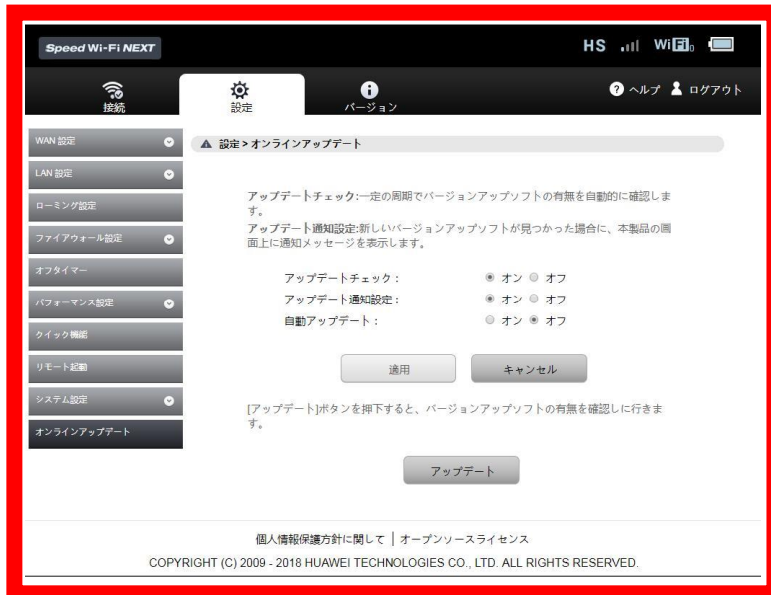 Speed Wi-Fi NEXT
HS WiFi 0
接続
設定
バージョン
ヘルプ ログアウト
WAN 設定
LAN 設定
ローミング設定
ファイアウォール設定
オフタイマー
パフォーマンス設定
クイック機能
リモート起動
システム設定
オンラインアップデート
設定 > オンラインアップデート
アップデートチェック:一定の周期でバージョンアップソフトの有無を自動的に確認しま
す。
アップデート通知設定:新しいバージョンアップソフトが見つかった場合に、本製品の画
面上に通知メッセージを表示します。
アップデートチェック : オン オフ
アップデート通知設定 : オン オフ
自動アップデート : オン オフ
適用 キャンセル
[アップデート]ボタンを押下すると、バージョンアップソフトの有無を確認しに行きま
す。
アップデート
個人情報保護方針に関して | オープンソースライセンス
COPYRIGHT (C) 2009 - 2018 HUAWEI TECHNOLOGIES CO., LTD. ALL RIGHTS RESERVED.